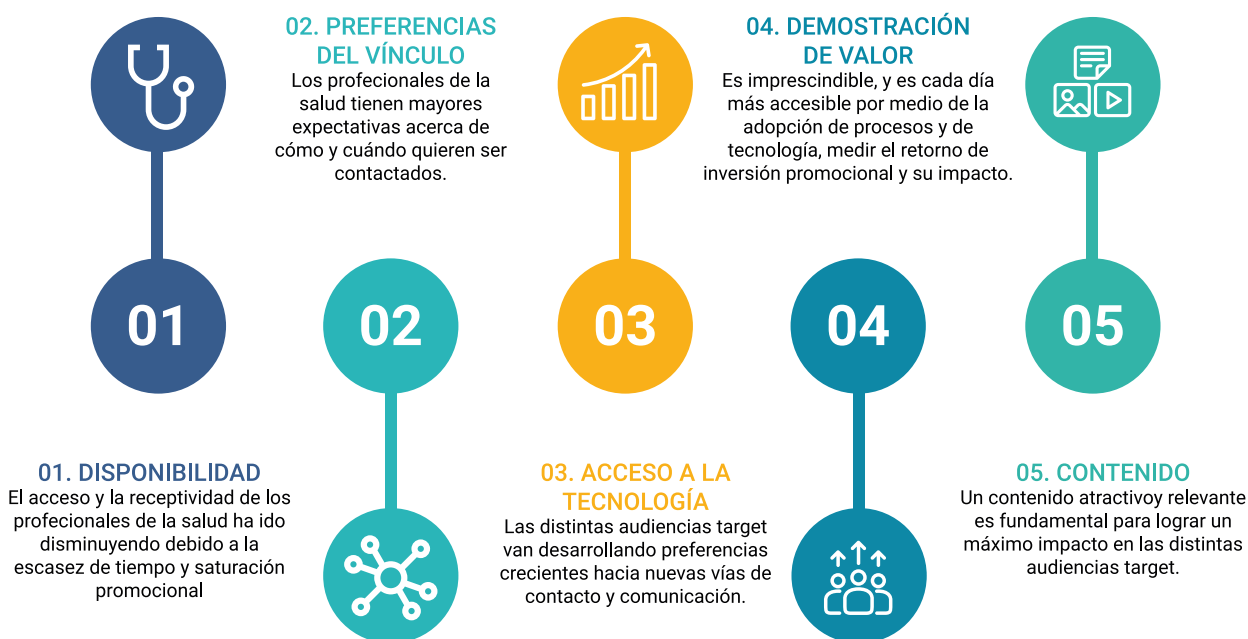 01
01. DISPONIBILIDAD
El acceso y la receptividad de los
profecionales de la salud ha ido
disminuyendo debido a la
escasez de tiempo y saturación
promocional
02. PREFERENCIAS
DEL VÍNCULO
Los profecionales de la
salud tienen mayores
expectativas acerca de
cómo y cuándo quieren ser
contactados.
02
03
03. ACCESO A LA
TECNOLOGÍA
Las distintas audiencias target
van desarrollando preferencias
crecientes hacia nuevas vías de
contacto y comunicación.
04. DEMOSTRACIÓN
DE VALOR
Es imprescindible, y es cada día
más accesible por medio de la
adopción de procesos y de
tecnología, medir el retorno de
inversión promocional y su impacto.
04
05
05. CONTENIDO
Un contenido atractivoy relevante
es fundamental para lograr un
máximo impacto en las distintas
audiencias target.